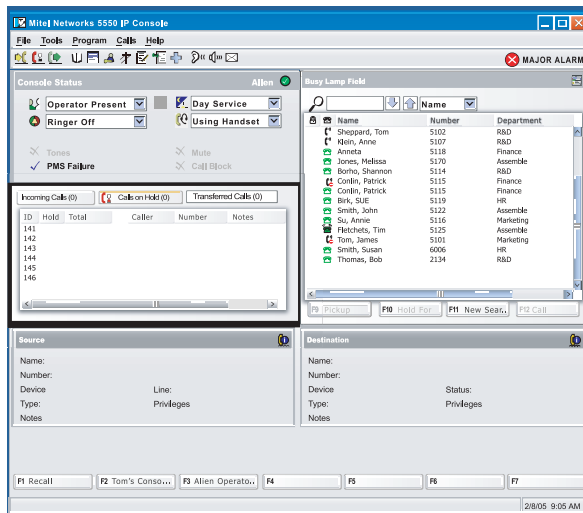 Mitel Networks 5550 IP Console
File Tools Program Calls Help
MAJOR ALARM
Console Status Allen
Operator Present Day Service
Ringer Off Using Handset
Tones Mute
PMS Failure Call Block
Incoming Calls (0) Calls on Hold (0) Transferred Calls (0)
ID Hold Total Caller Number Notes
141
142
143
144
145
146
Busy Lamp Field
Name
Name Number Department
Sheppard, Tom 5102 R&D
Klein, Anne 5107 R&D
Anneta 5118 Finance
Jones, Melissa 5170 Assemble
Borho, Shannon 5114 R&D
Conlin, Patrick 5115 Finance
Conlin, Patrick 5115 Finance
Birk, SUE 5119 HR
Smith, John 5122 Assemble
Su, Annie 5116 Marketing
Fletchets, Tim 5125 Assemble
Tom, James 5101 Marketing
Smith, Susan 6006 HR
Thomas, Bob 2134 R&D
F9 Pickup F10 Hold For F11 New Sear.. F12 Call
Source
Name:
Number:
Device Line:
Type: Privileges
Notes
Destination
Name:
Number:
Device Status:
Type: Privileges
Notes
F1 Recall F2 Tom's Conso... F3 Alien Operato.. F4 F5 F6 F7
2/8/05 9:05 AM